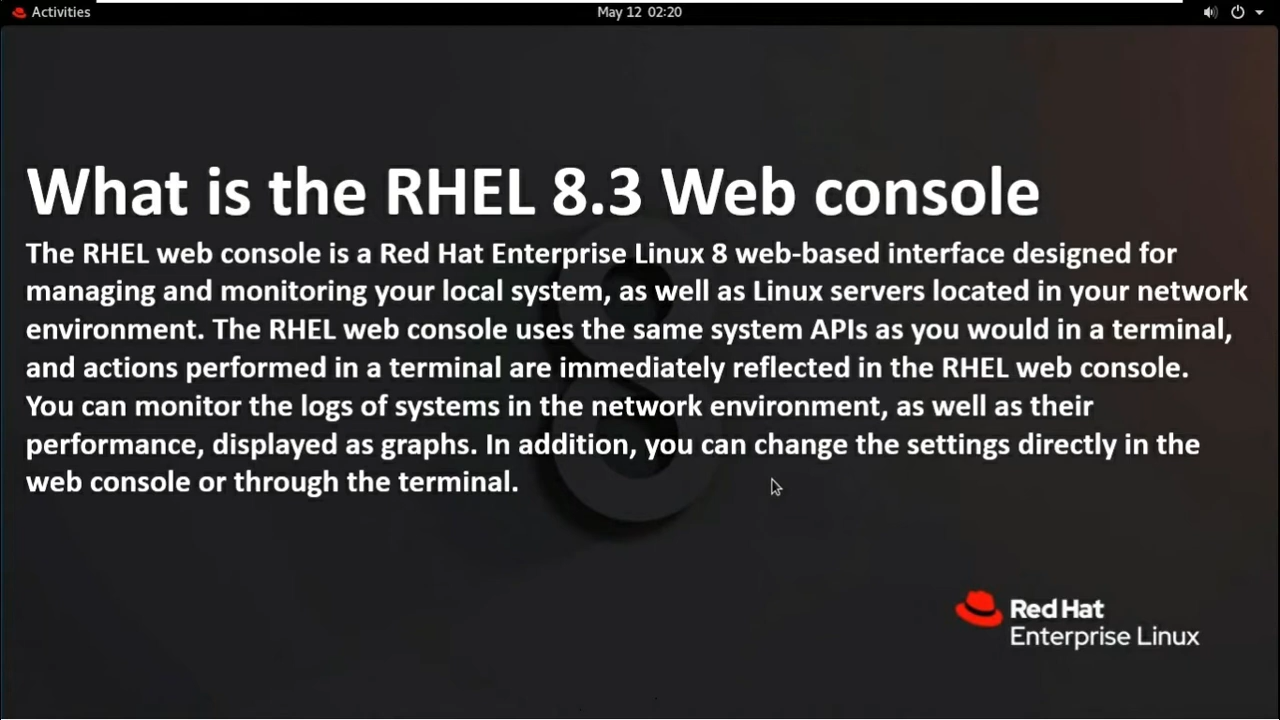 Activities
May 12 02:20
What is the RHEL 8.3 Web console
The RHEL web console is a Red Hat Enterprise Linux 8 web-based interface designed for
managing and monitoring your local system, as well as Linux servers located in your network
environment. The RHEL web console uses the same system APIs as you would in a terminal,
and actions performed in a terminal are immediately reflected in the RHEL web console.
You can monitor the logs of systems in the network environment, as well as their
performance, displayed as graphs. In addition, you can change the settings directly in the
web console or through the terminal.
Red Hat
Enterprise Linux